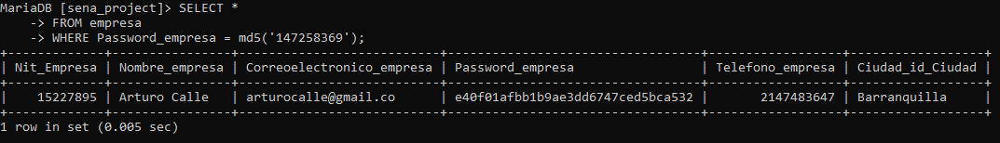 MariaDB [sena_project]> SELECT *
    -> FROM empresa
    -> WHERE Password_empresa = md5('147258369');
+-------------+----------------+---------------------------+----------------------------------+------------------+------------------+
| Nit_Empresa | Nombre_empresa | Correoelectronico_empresa | Password_empresa                 | Telefono_empresa | Ciudad_id_Ciudad |
+-------------+----------------+---------------------------+----------------------------------+------------------+------------------+
|    15227895 | Arturo Calle   | arturocalle@gmail.co      | e40f01afbb1b9ae3dd6747ced5bca532 |       2147483647 | Barranquilla     |
+-------------+----------------+---------------------------+----------------------------------+------------------+------------------+
1 row in set (0.005 sec)